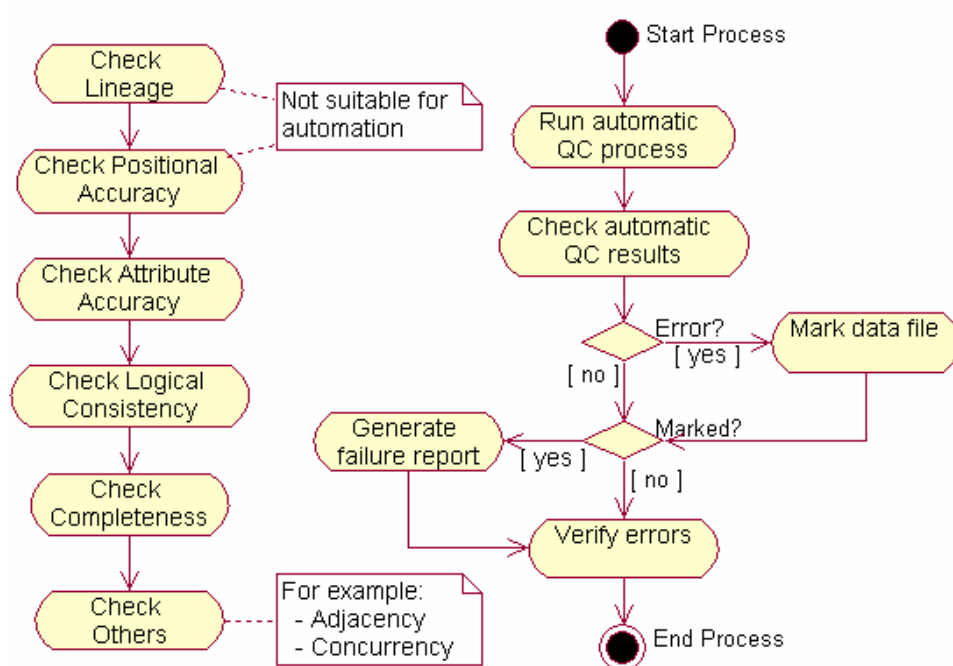 Check
Lineage
Not suitable for
automation
Check Positional
Accuracy
Check Attribute
Accuracy
Check Logical
Consistency
Check
Completeness
Check
Others
For example:
- Adjacency
- Concurrency
Start Process
Run automatic
QC process
Check automatic
QC results
Error?
[ yes ]
Mark data file
[ no ]
Marked?
[ yes ]
Generate
failure report
[ no ]
Verify errors
End Process